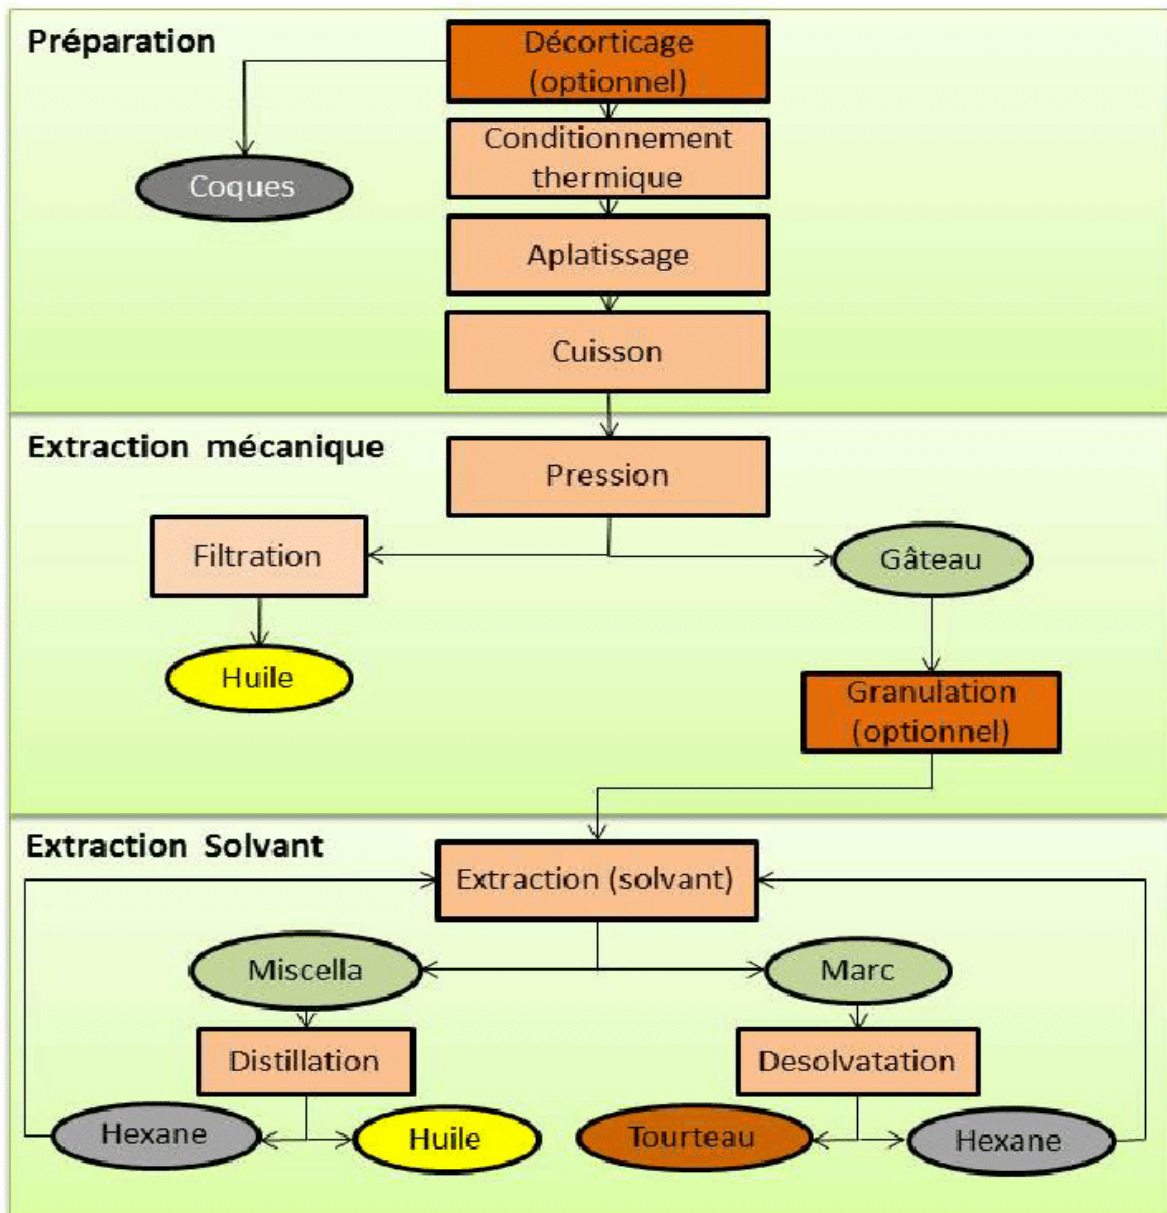 Préparation
Décorticage
(optionnel)
Conditionnement
thermique
Coques
Aplatissage
Cuisson
Extraction mécanique
Pression
Filtration
Gâteau
Huile
Granulation
(optionnel)
Extraction Solvant
Extraction (solvant)
Miscella
Marc
Distillation
Desolvatation
Hexane
Huile
Tourteau
Hexane